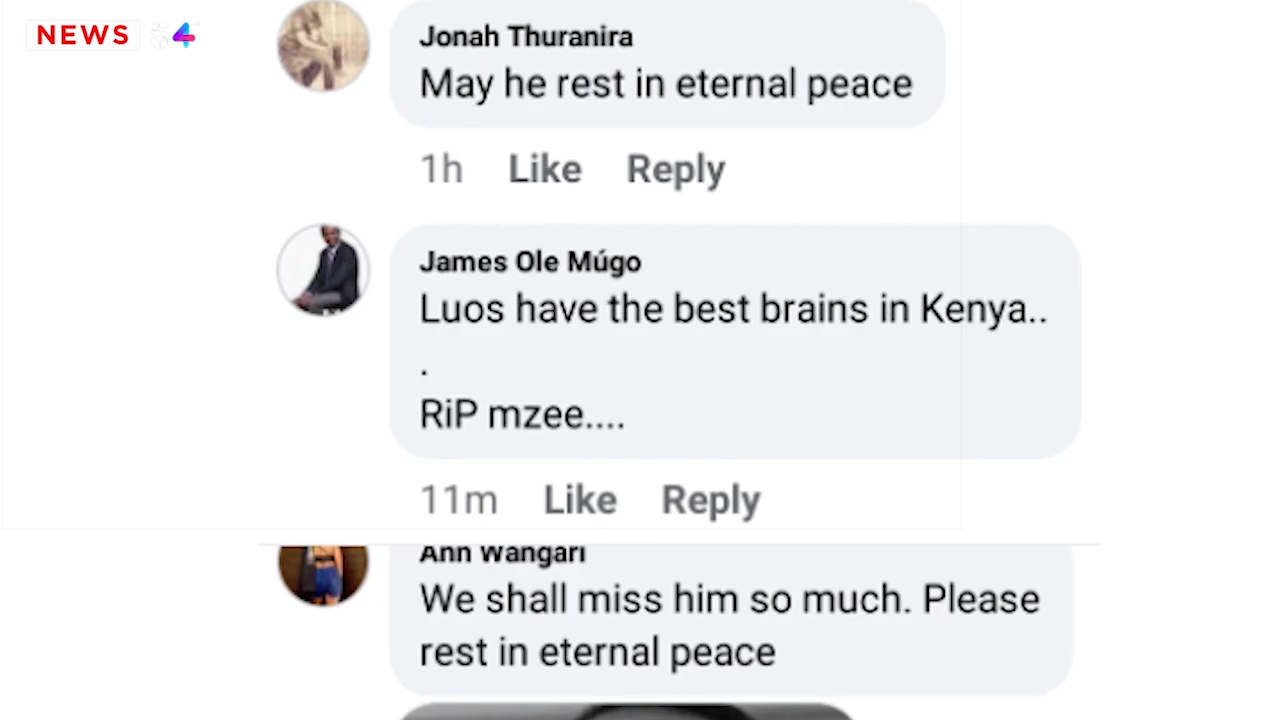 NEWS 54
Jonah Thuranira
May he rest in eternal peace
1h Like Reply
James Ole Múgo
Luos have the best brains in Kenya..
.
RiP mzee....
11m Like Reply
Ann Wangari
We shall miss him so much. Please
rest in eternal peace